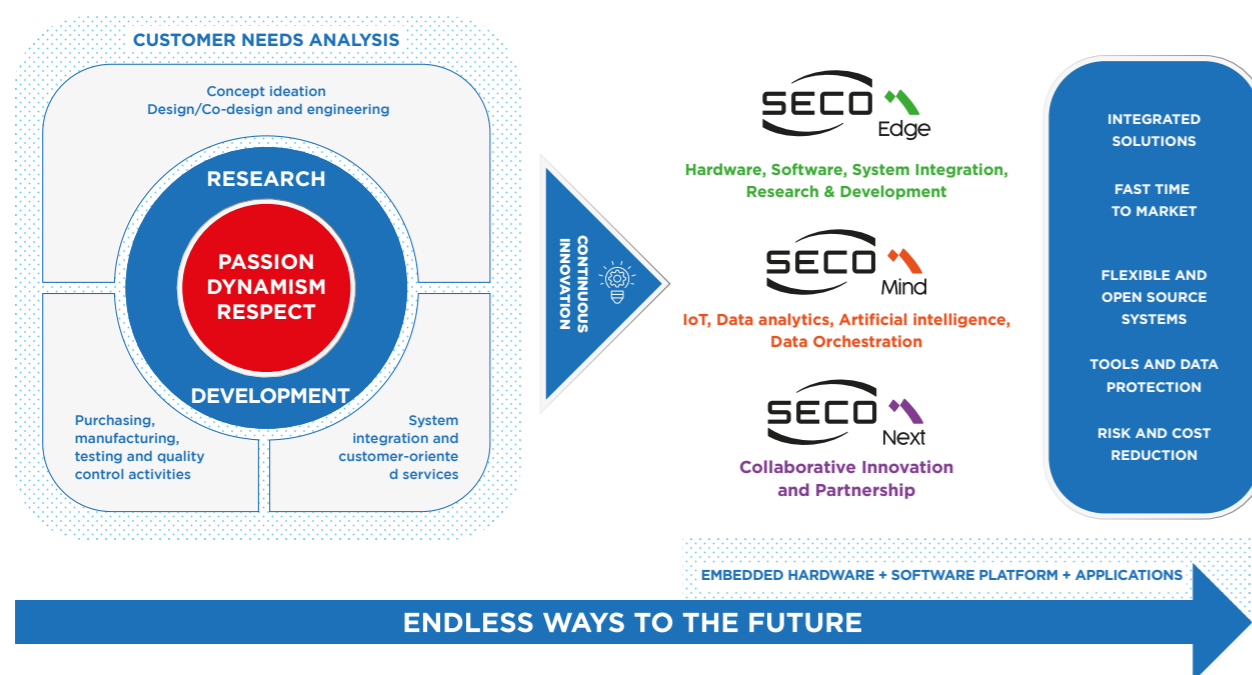 CUSTOMER NEEDS ANALYSIS
Concept ideation
Design/Co-design and engineering
RESEARCH
PASSION
DYNAMISM
RESPECT
DEVELOPMENT
Purchasing,
manufacturing,
testing and quality
control activities
System
integration and
customer-oriente
d services
CONTINUOUS
INNOVATION
SECO
Edge
Hardware, Software, System Integration,
Research & Development
SECO
Mind
IoT, Data analytics, Artificial intelligence,
Data Orchestration
SECO
Next
Collaborative Innovation
and Partnership
INTEGRATED
SOLUTIONS
FAST TIME
TO MARKET
FLEXIBLE AND
OPEN SOURCE
SYSTEMS
TOOLS AND DATA
PROTECTION
RISK AND COST
REDUCTION
EMBEDDED HARDWARE + SOFTWARE PLATFORM + APPLICATIONS
ENDLESS WAYS TO THE FUTURE